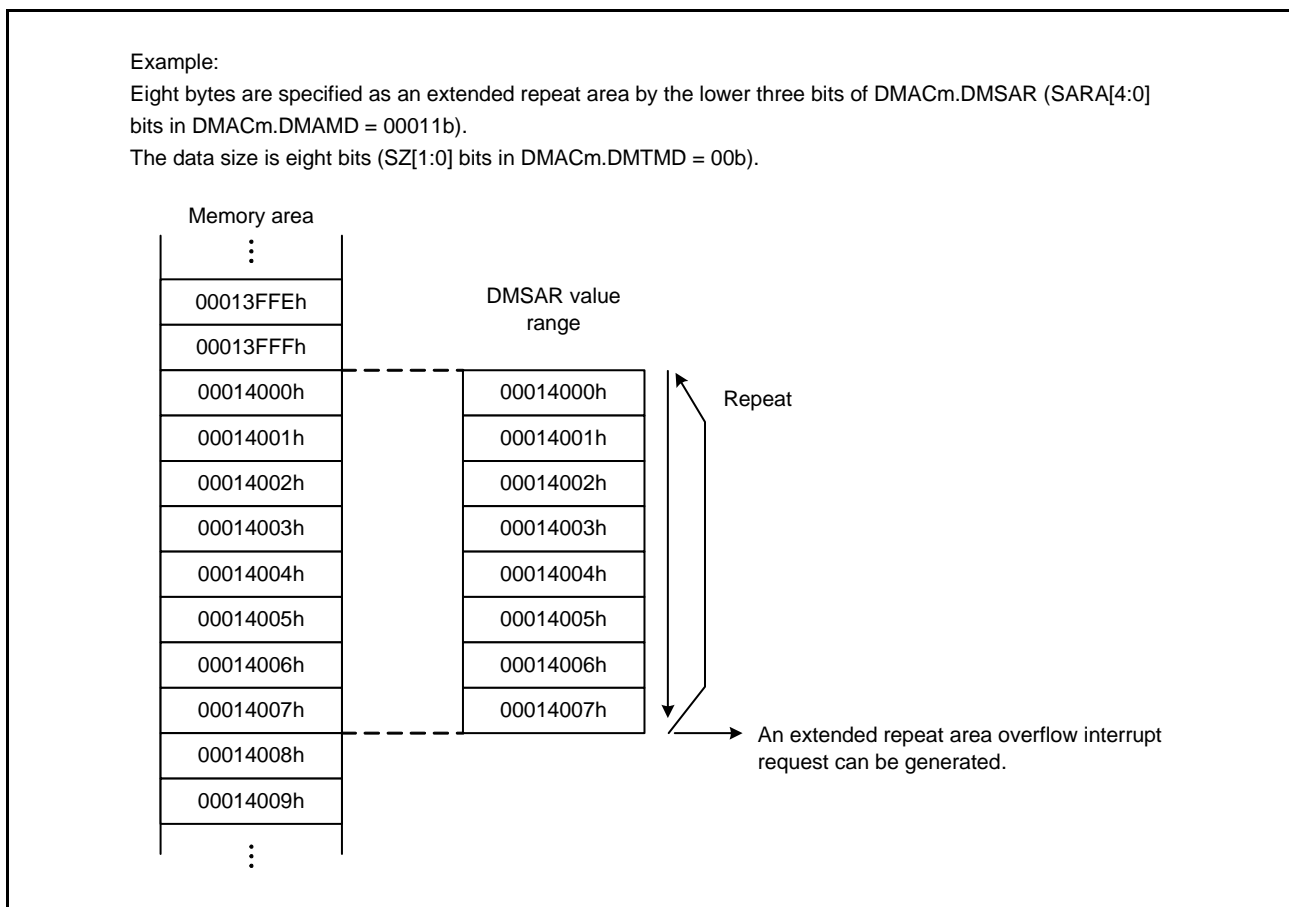 Example:
Eight bytes are specified as an extended repeat area by the lower three bits of DMACm.DMSAR (SARA[4:0]
bits in DMACm.DMAMD = 00011b).
The data size is eight bits (SZ[1:0] bits in DMACm.DMTMD = 00b).
Memory area
00013FFEh
00013FFFh
00014000h
00014001h
00014002h
00014003h
00014004h
00014005h
00014006h
00014007h
00014008h
00014009h
DMSAR value
range
00014000h
00014001h
00014002h
00014003h
00014004h
00014005h
00014006h
00014007h
Repeat
An extended repeat area overflow interrupt
request can be generated.